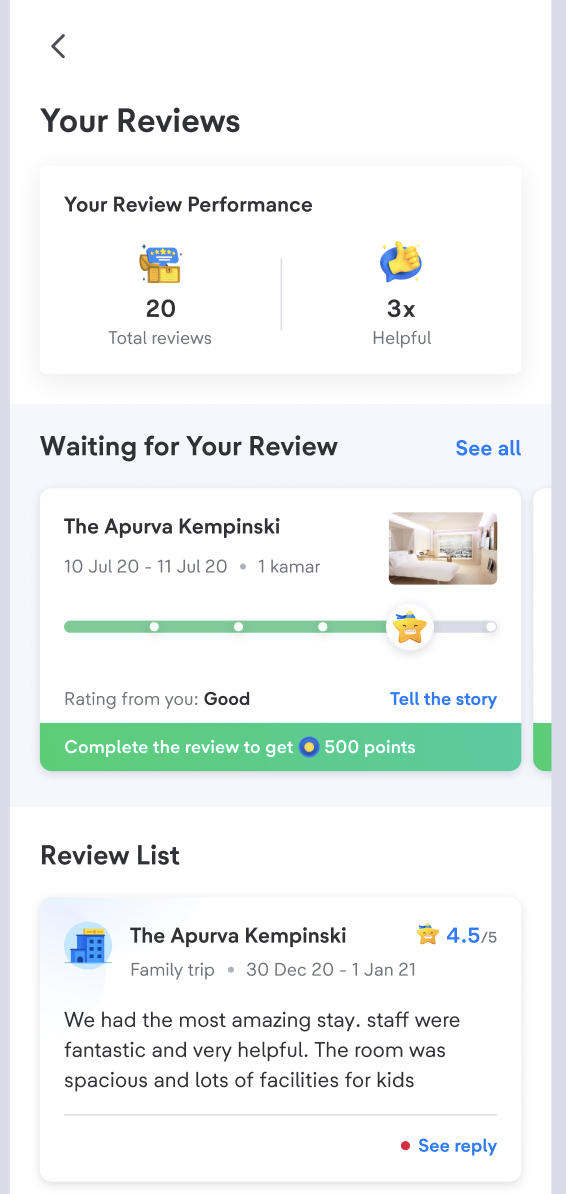 Your Reviews
Your Review Performance
20
Total reviews
3x
Helpful
Waiting for Your Review
See all
The Apurva Kempinski
10 Jul 20 - 11 Jul 20 • 1 kamar
Rating from you: Good
Tell the story
Complete the review to get 500 points
Review List
The Apurva Kempinski
4.5/5
Family trip • 30 Dec 20 - 1 Jan 21
We had the most amazing stay. staff were
fantastic and very helpful. The room was
spacious and lots of facilities for kids
See reply